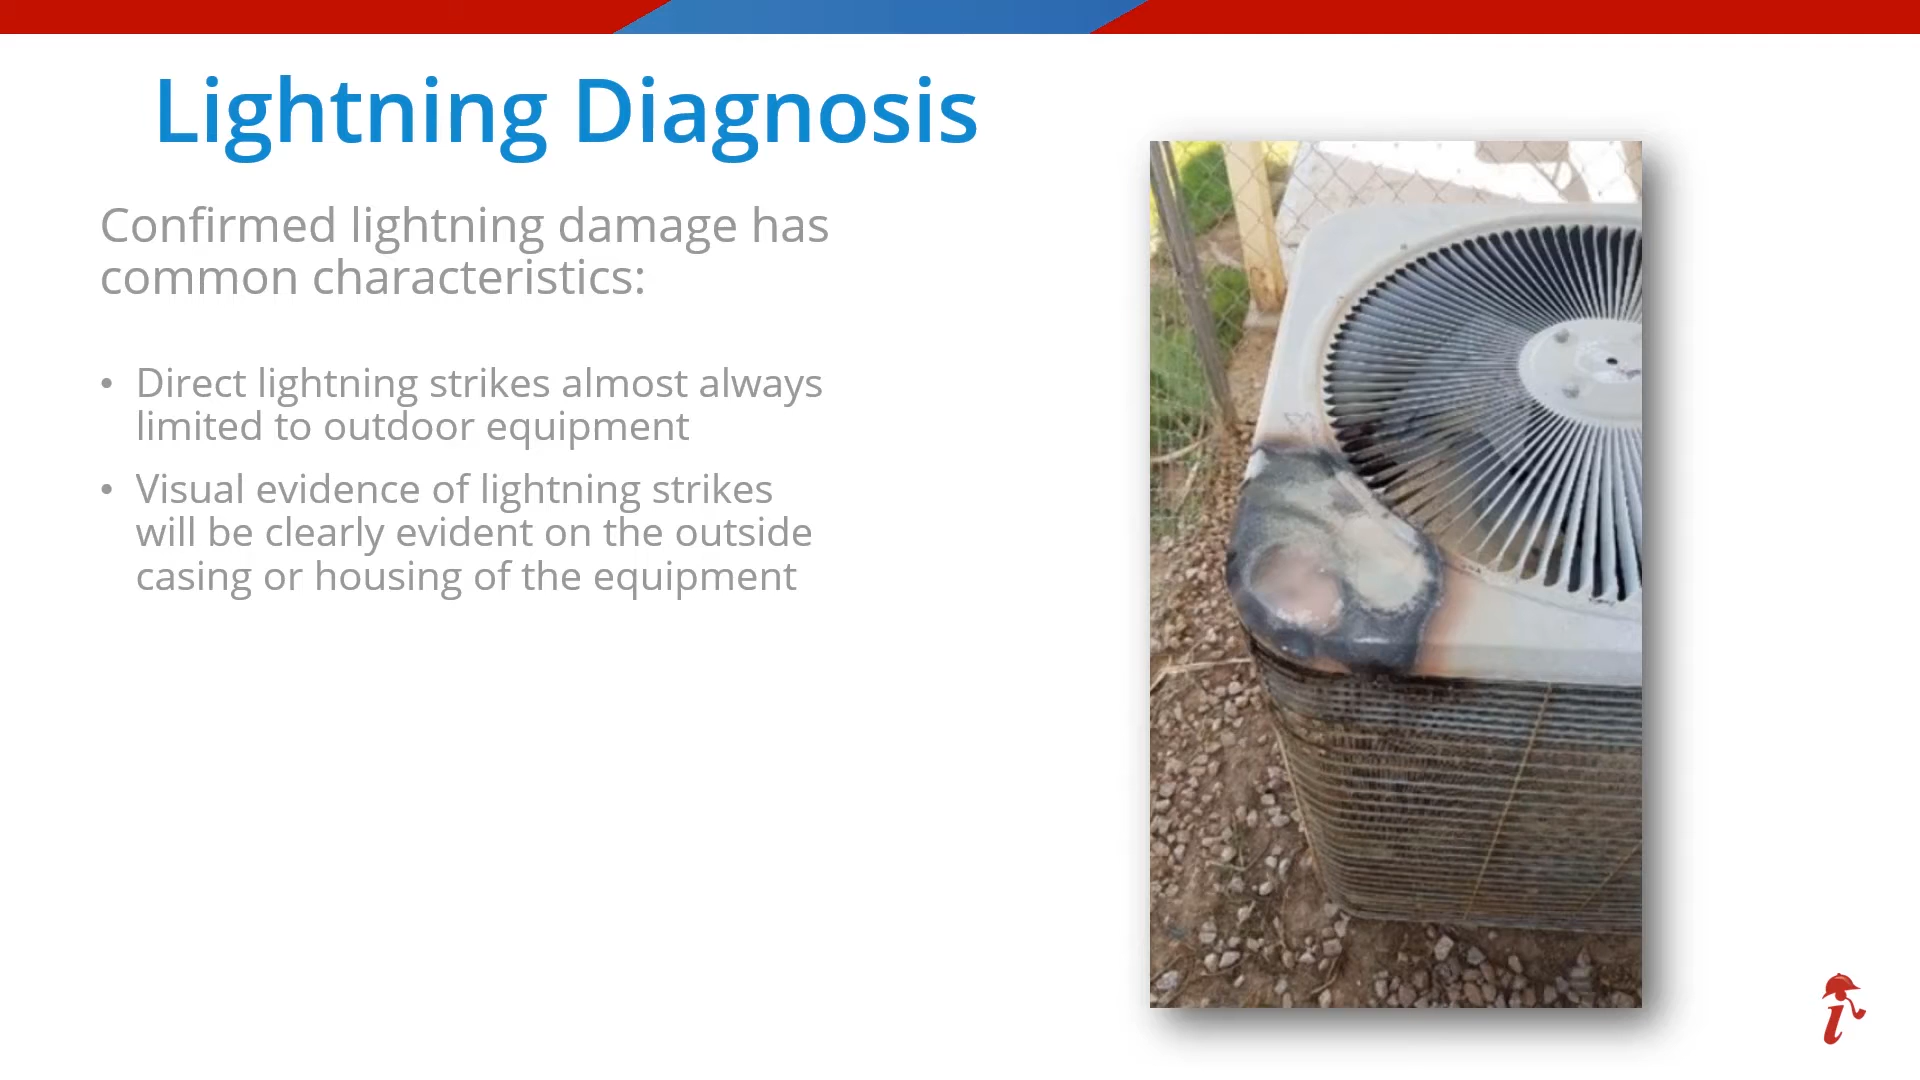 Lightning Diagnosis
Confirmed lightning damage has
common characteristics:
• Direct lightning strikes almost always
limited to outdoor equipment
• Visual evidence of lightning strikes
will be clearly evident on the outside
casing or housing of the equipment